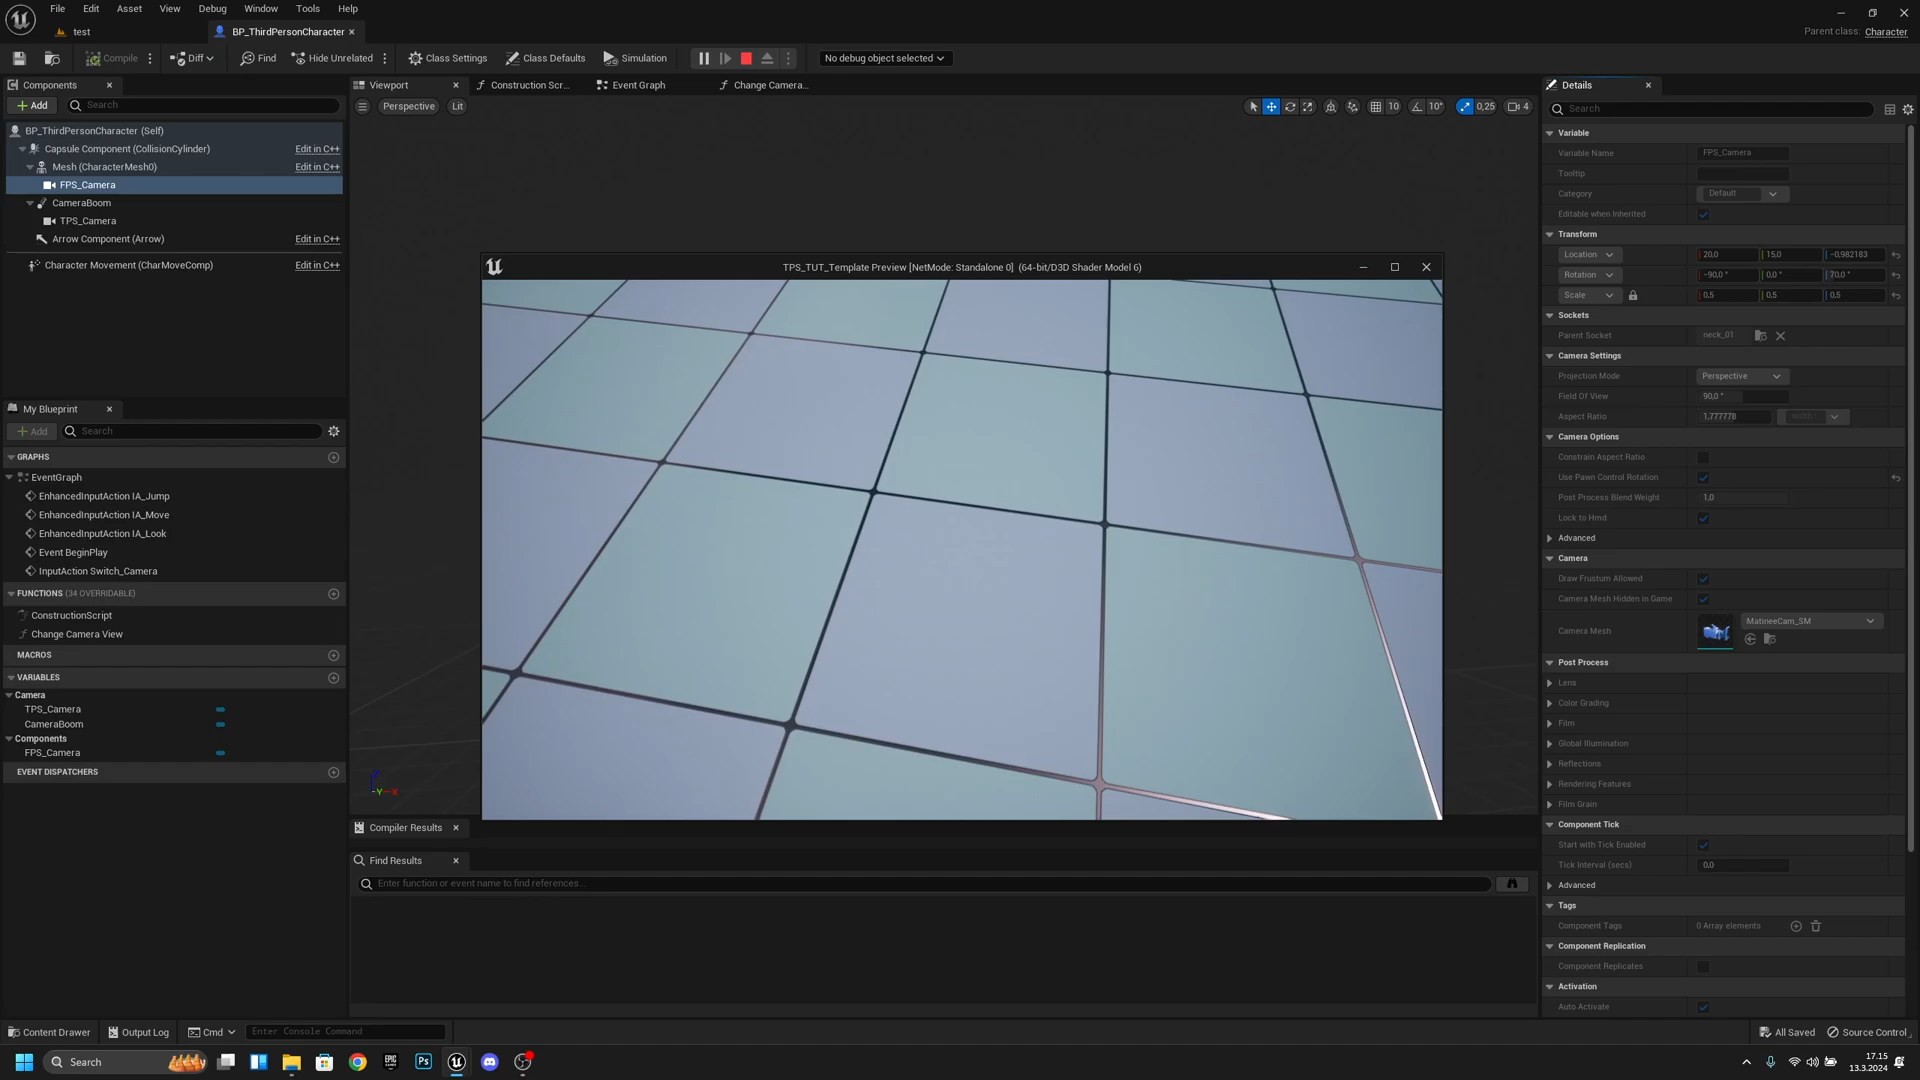 File Edit Asset View Debug Window Tools Help
test
BP_ThirdPersonCharacter
Parent class: Character
Compile
Diff
Find
Hide Unrelated
Class Settings
Class Defaults
Simulation
No debug object selected
Components
Viewport
Construction Scr...
Event Graph
Change Camera...
Details
Add
Search
Perspective
Lit
10
10°
0,25
4
Search
BP_ThirdPersonCharacter (Self)
Capsule Component (CollisionCylinder) Edit in C++
Mesh (CharacterMesh0) Edit in C++
FPS_Camera
CameraBoom
TPS_Camera
Arrow Component (Arrow) Edit in C++
Character Movement (CharMoveComp) Edit in C++
My Blueprint
Add
Search
GRAPHS
EventGraph
EnhancedInputAction IA_Jump
EnhancedInputAction IA_Move
EnhancedInputAction IA_Look
Event BeginPlay
InputAction Switch_Camera
FUNCTIONS (34 OVERRIDABLE)
ConstructionScript
Change Camera View
MACROS
VARIABLES
Camera
TPS_Camera
CameraBoom
Components
FPS_Camera
EVENT DISPATCHERS
TPS_TUT_Template Preview [NetMode: Standalone 0] (64-bit/D3D Shader Model 6)
Z
Y X
Compiler Results
Find Results
Enter function or event name to find references...
Variable
Variable Name FPS_Camera
Tooltip
Category Default
Editable when Inherited
Transform
Location 20,0 15,0 -0,982183
Rotation -90,0 ° 0,0 ° 70,0 °
Scale 0,5 0,5 0,5
Sockets
Parent Socket neck_01
Camera Settings
Projection Mode Perspective
Field Of View 90,0 °
Aspect Ratio 1,777778
Camera Options
Constrain Aspect Ratio
Use Pawn Control Rotation
Post Process Blend Weight 1,0
Lock to Hmd
Advanced
Camera
Draw Frustum Allowed
Camera Mesh Hidden in Game
Camera Mesh MatineeCam_SM
Post Process
Lens
Color Grading
Film
Global Illumination
Reflections
Rendering Features
Film Grain
Component Tick
Start with Tick Enabled
Tick Interval (secs) 0,0
Advanced
Tags
Component Tags 0 Array elements
Component Replication
Component Replicates
Activation
Auto Activate
Content Drawer
Output Log
Cmd
Enter Console Command
All Saved
Source Control
Search
EPIC
Ps
17.15
13.3.2024